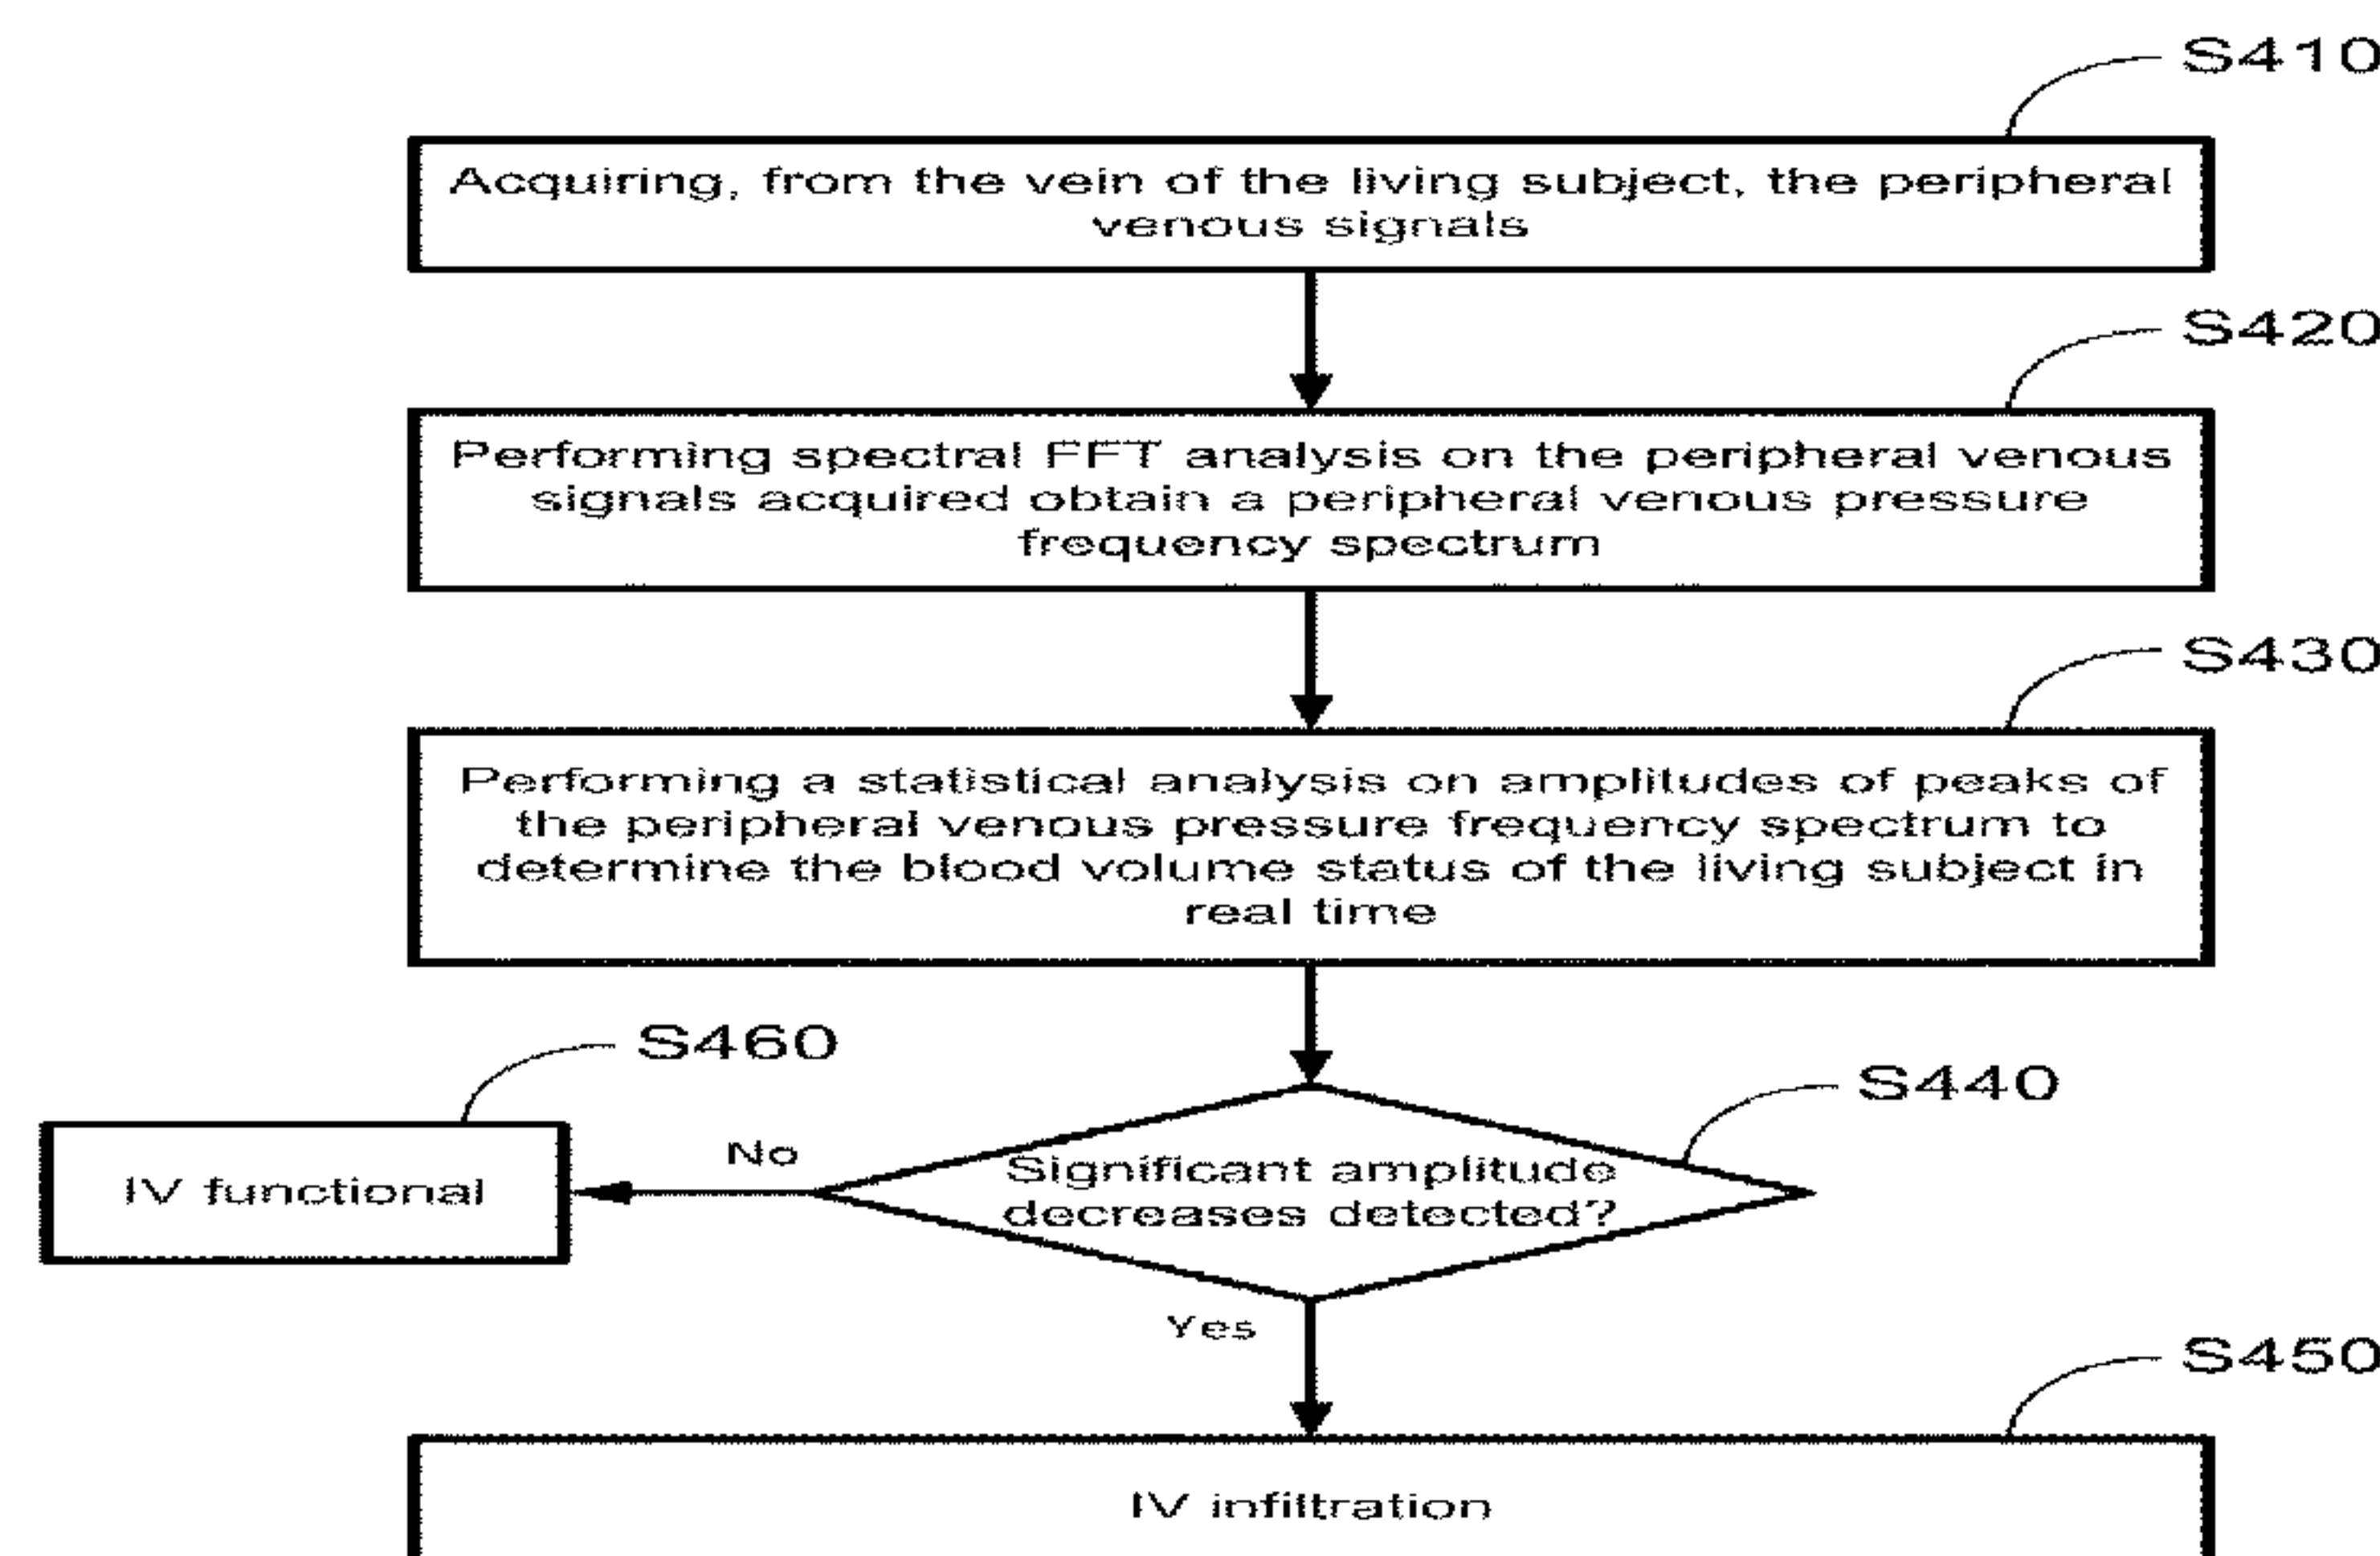 S410
Acquiring, from the vein of the living subject, the peripheral
venous signals
S420
Performing spectral FFT analysis on the peripheral venous
signals acquired obtain a peripheral venous pressure
frequency spectrum
S430
Performing a statistical analysis on amplitudes of peaks of
the peripheral venous pressure frequency spectrum to
determine the blood volume status of the living subject in
real time
S460
S440
No
IV functional
Significant amplitude
decreases detected?
Yes
S450
IV infiltration